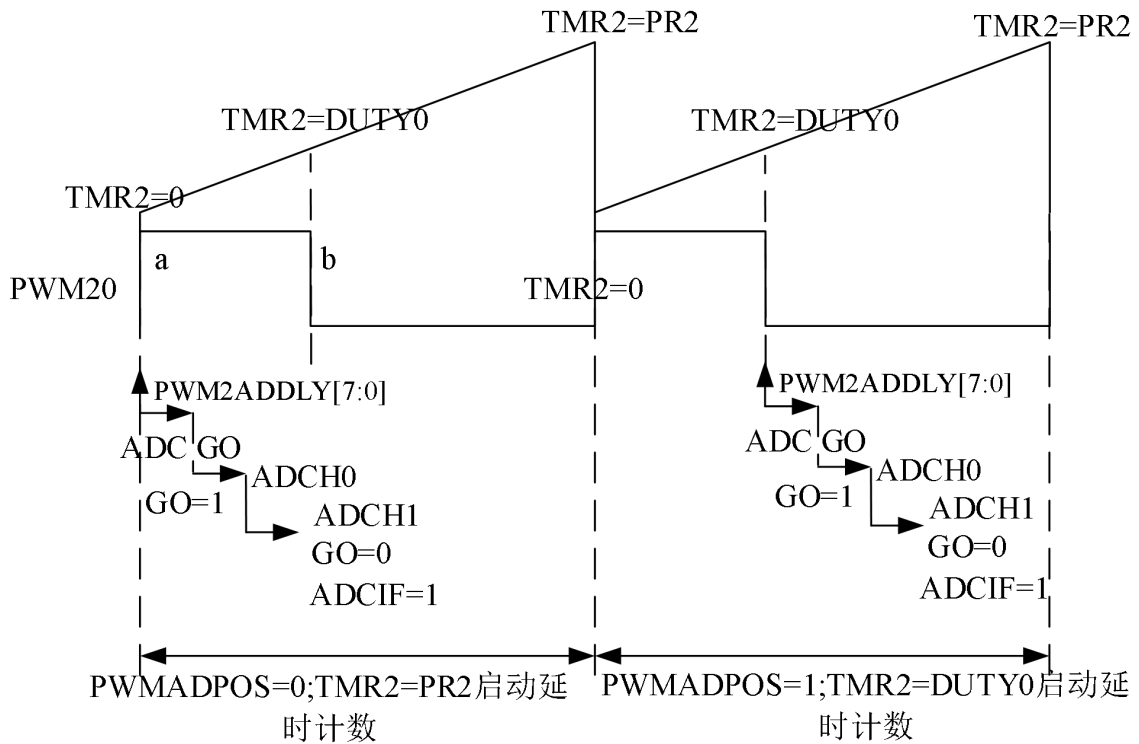 TMR2=PR2
TMR2=PR2
TMR2=DUTY0
TMR2=DUTY0
TMR2=0
a
b
PWM20
TMR2=0
PWM2ADDLY[7:0]
PWM2ADDLY[7:0]
ADC GO
ADC GO
ADCH0
ADCH0
GO=1
GO=1
ADCH1
ADCH1
GO=0
GO=0
ADCIF=1
ADCIF=1
PWMADPOS=0;TMR2=PR2启动延
时计数
PWMADPOS=1;TMR2=DUTY0启动延
时计数